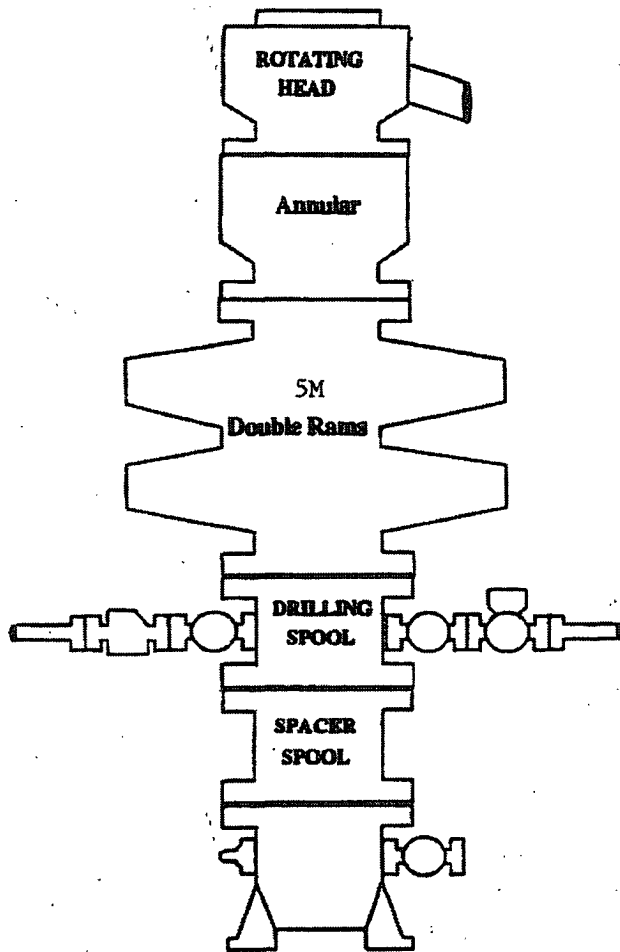 ROTATING
HEAD
Annular
5M
Double Rams
DRILLING
SPOOL
SPACER
SPOOL